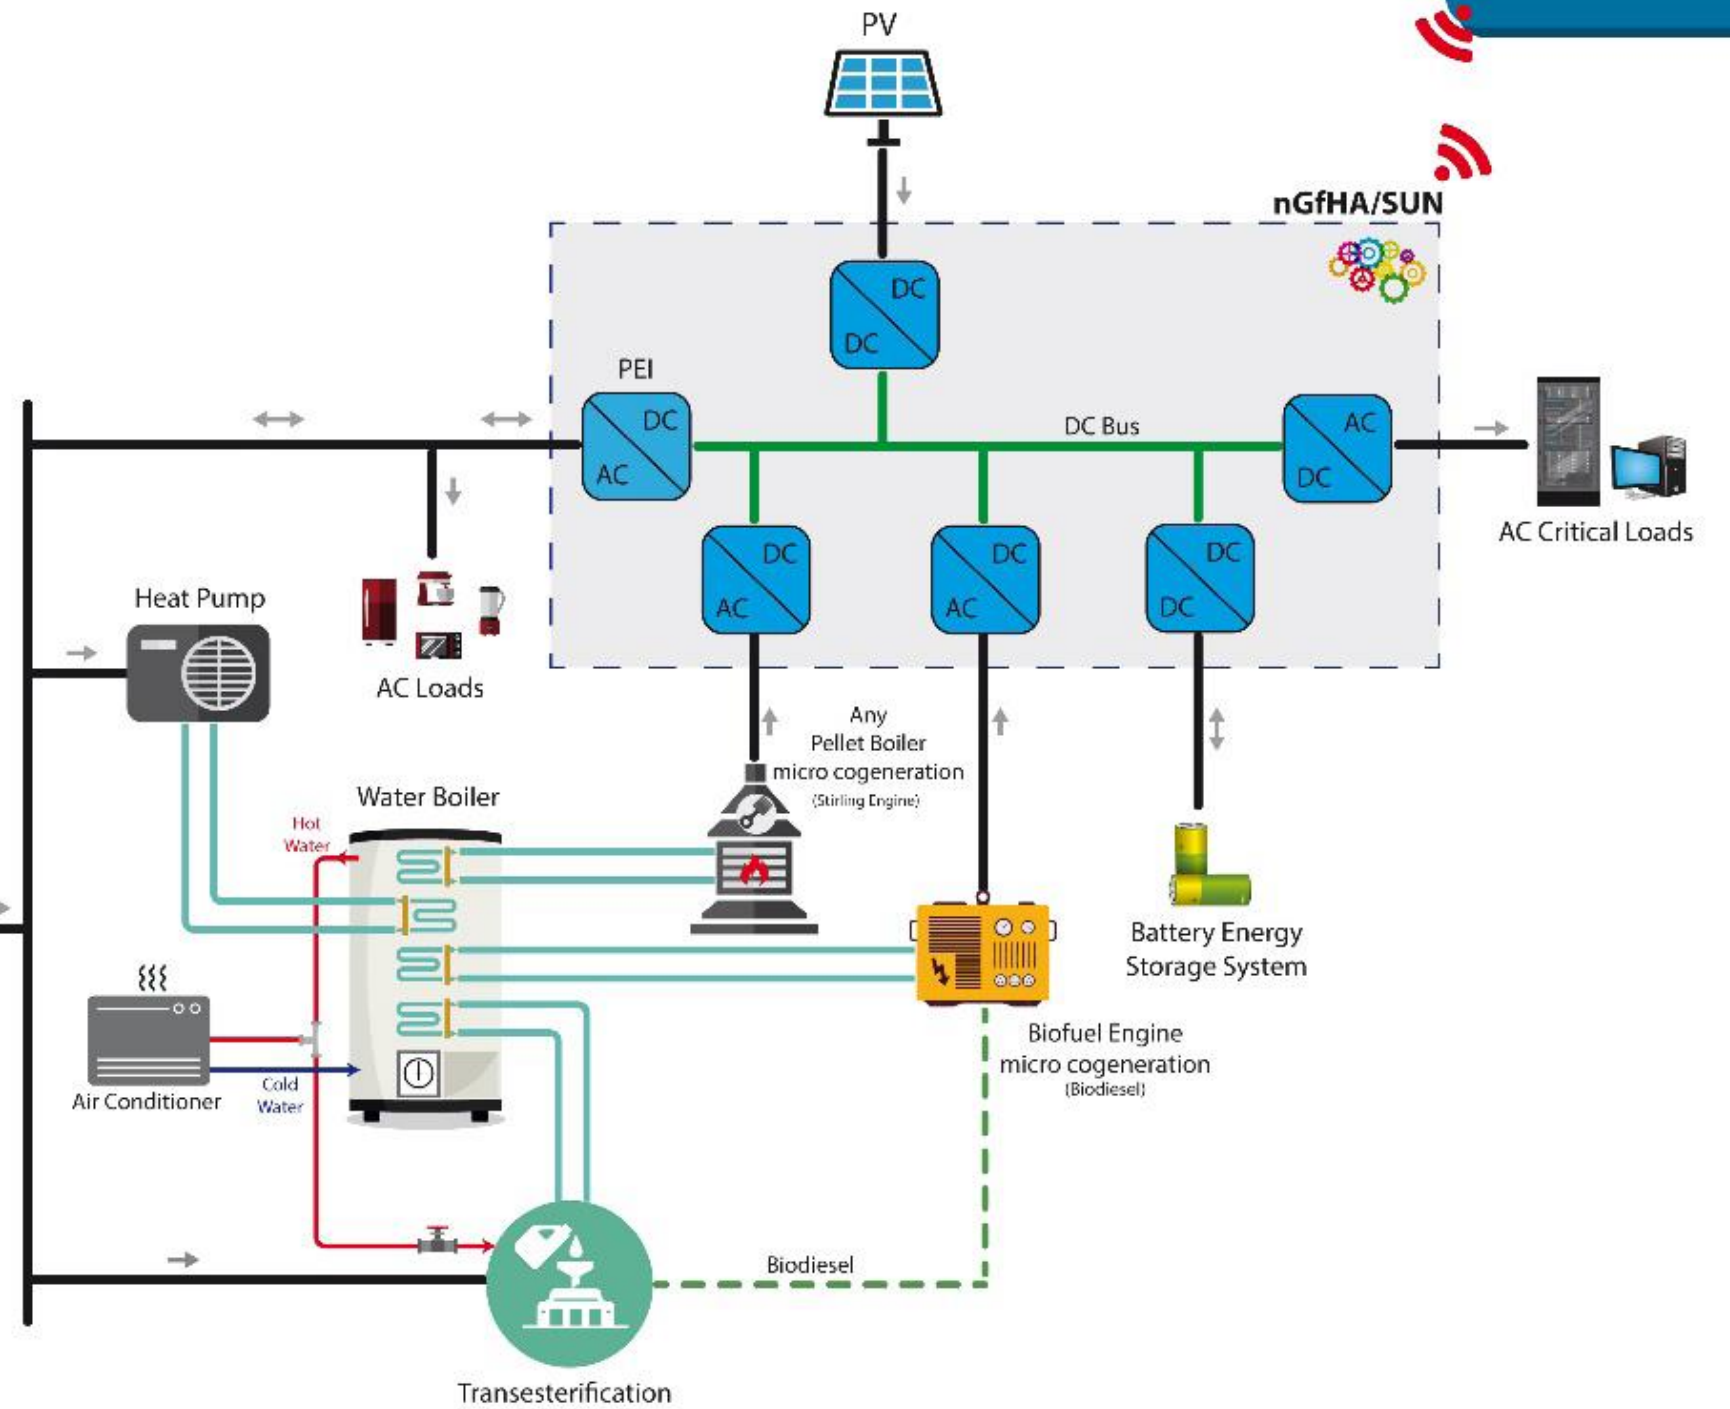 PV
nGfHA/SUN
DC
DC
PEI
DC
AC
DC Bus
AC
DC
AC Critical Loads
DC
AC
DC
AC
DC
DC
Heat Pump
AC Loads
Any
Pellet Boiler
micro cogeneration
(Stirling Engine)
Water Boiler
Hot
Water
Battery Energy
Storage System
Biofuel Engine
micro cogeneration
(Biodiesel)
Cold
Water
Air Conditioner
Biodiesel
Transesterification